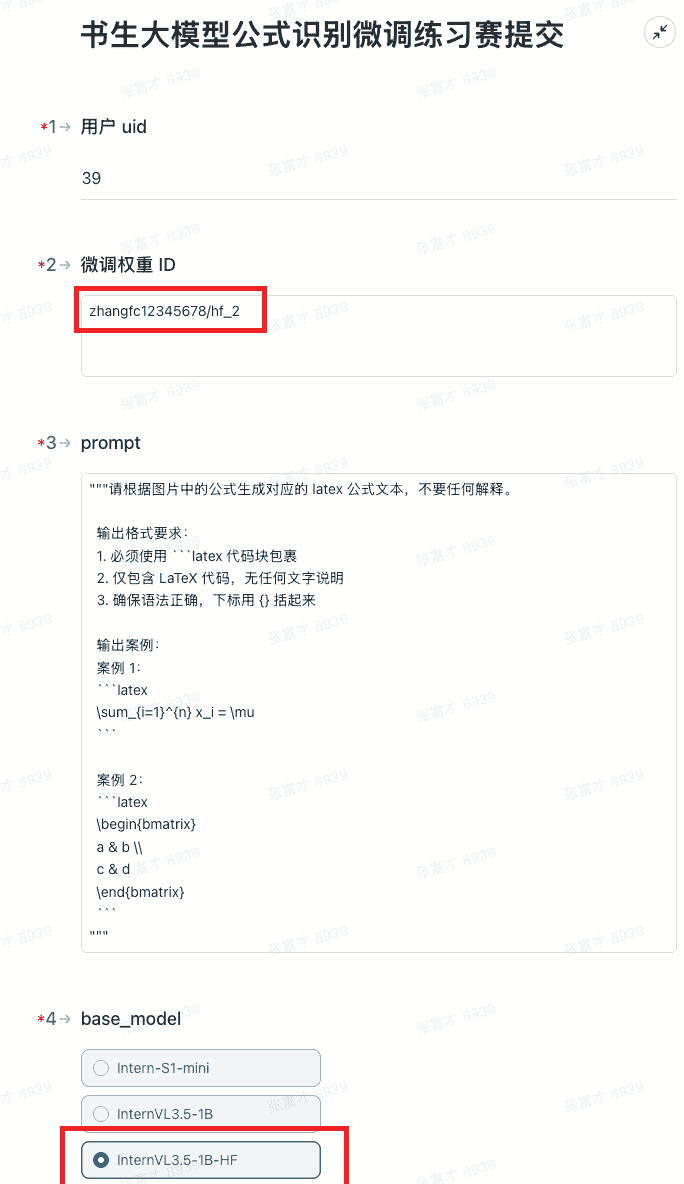 书生大模型公式识别微调练习赛提交
*1→ 用户 uid
39
*2→ 微调权重 ID
zhangfc12345678/hf_2
*3→ prompt
"""请根据图片中的公式生成对应的 latex 公式文本，不要任何解释。
输出格式要求：
1. 必须使用 ```latex 代码块包裹
2. 仅包含 LaTeX 代码，无任何文字说明
3. 确保语法正确，下标用 {} 括起来
输出案例：
案例 1：
```latex
\sum_{i=1}^{n} x_i = \mu
```
案例 2：
```latex
\begin{bmatrix}
a & b \\
c & d
\end{bmatrix}
```
"""
*4→ base_model
Intern-S1-mini
InternVL3.5-1B
InternVL3.5-1B-HF
张富才 8939